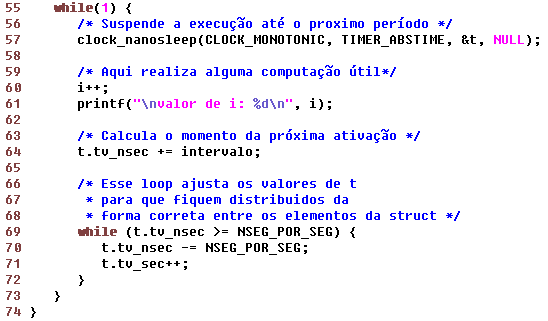 55    while(1) {
56       /* Suspende a execução até o proximo período */
57       clock_nanosleep(CLOCK_MONOTONIC, TIMER_ABSTIME, &t, NULL);
58
59       /* Aqui realiza alguma computação útil*/
60       i++;
61       printf("\nvalor de i: %d\n", i);
62
63       /* Calcula o momento da próxima ativação */
64       t.tv_nsec += intervalo;
65
66       /* Esse loop ajusta os valores de t
67        * para que fiquem distribuidos da
68        * forma correta entre os elementos da struct */
69       while (t.tv_nsec >= NSEG_POR_SEG) {
70          t.tv_nsec -= NSEG_POR_SEG;
71          t.tv_sec++;
72       }
73    }
74 }